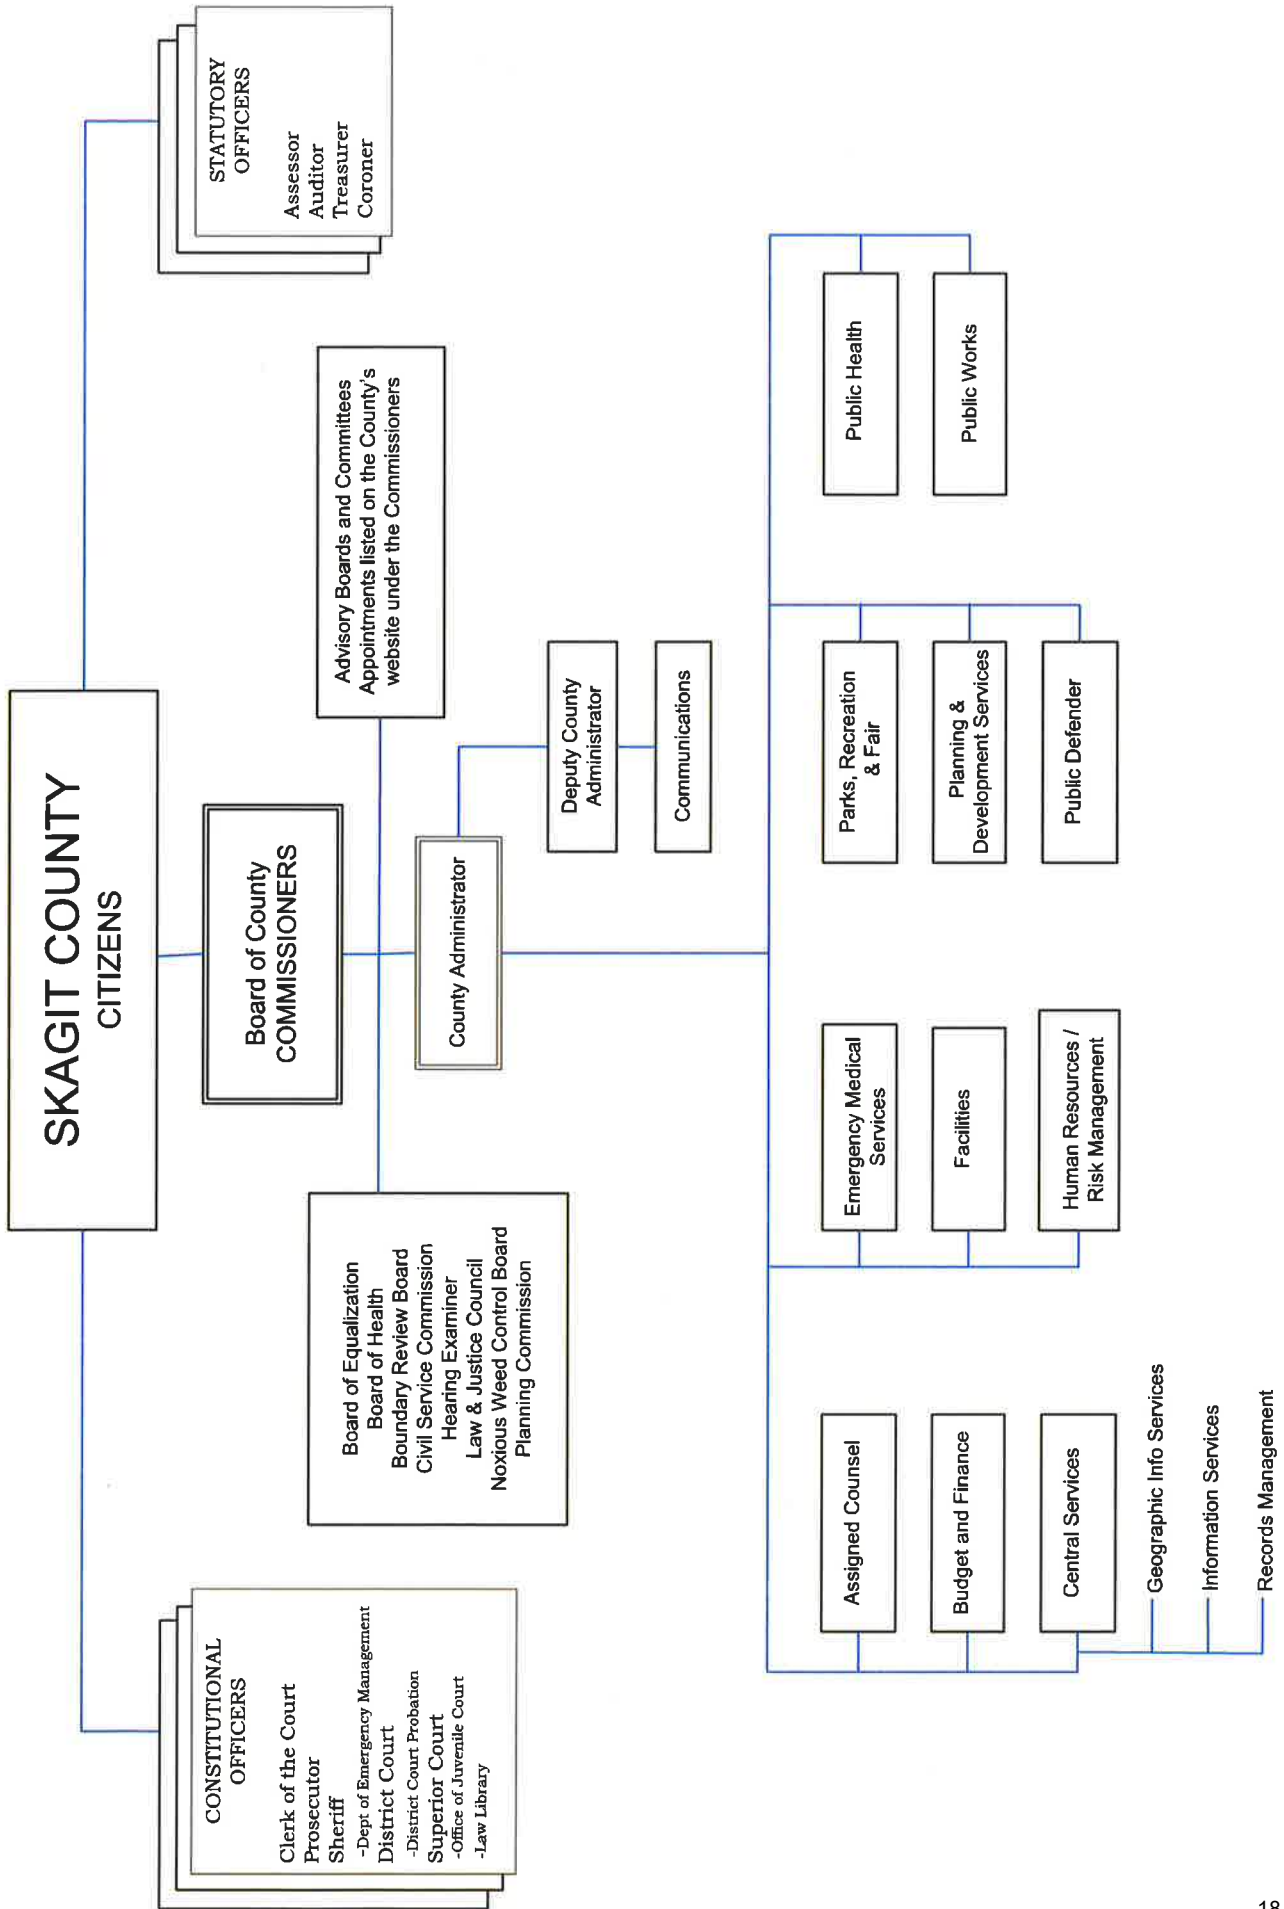 SKAGIT COUNTY
CITIZENS
CONSTITUTIONAL
OFFICERS
Clerk of the Court
Prosecutor
Sheriff
-Dept of Emergency Management
District Court
-District Court Probation
Superior Court
-Office of Juvenile Court
-Law Library
Board of County
COMMISSIONERS
STATUTORY
OFFICERS
Assessor
Auditor
Treasurer
Coroner
Board of Equalization
Board of Health
Boundary Review Board
Civil Service Commission
Hearing Examiner
Law & Justice Council
Noxious Weed Control Board
Planning Commission
Advisory Boards and Committees
Appointments listed on the County's
website under the Commissioners
County Administrator
Deputy County
Administrator
Communications
Assigned Counsel
Budget and Finance
Central Services
Geographic Info Services
Information Services
Records Management
Emergency Medical
Services
Facilities
Human Resources /
Risk Management
Parks, Recreation
& Fair
Planning &
Development Services
Public Defender
Public Health
Public Works
18